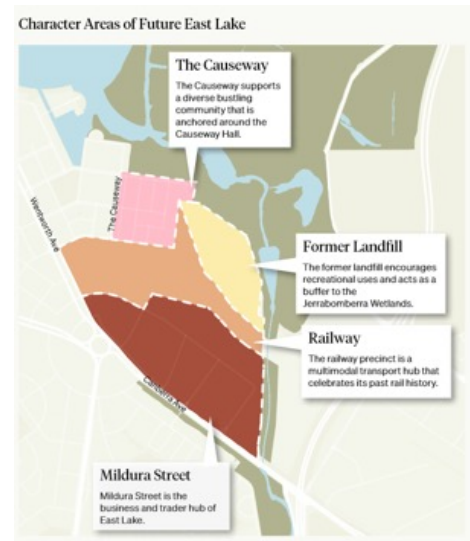 Character Areas of Future East Lake
The Causeway
The Causeway supports
a diverse bustling
community that is
anchored around the
Causeway Hall.
The Causeway
Wentworth Ave
Former Landfill
The former landfill encourages
recreational uses and acts as a
buffer to the
Jerrabomberra Wetlands.
Railway
The railway precinct is a
multimodal transport hub that
celebrates its past rail history.
Canberra Ave
Mildura Street
Mildura Street is the
business and trader hub of
East Lake.